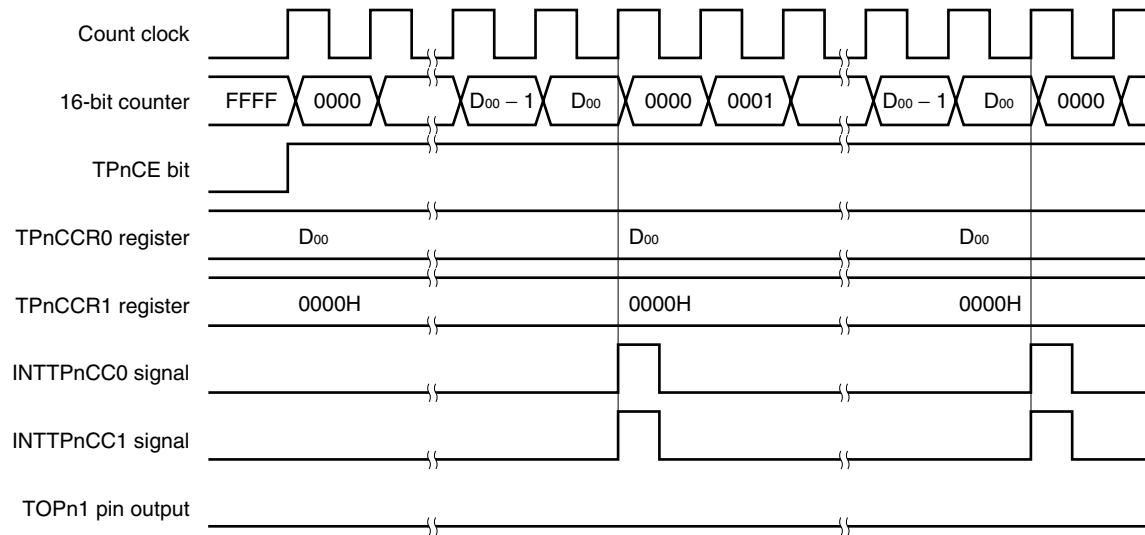 Count clock
16-bit counter FFFF 0000 D00 − 1 D00 0000 0001 D00 − 1 D00 0000
TPnCE bit
TPnCCR0 register D00 D00 D00
TPnCCR1 register 0000H 0000H 0000H
INTTPnCC0 signal
INTTPnCC1 signal
TOPn1 pin output